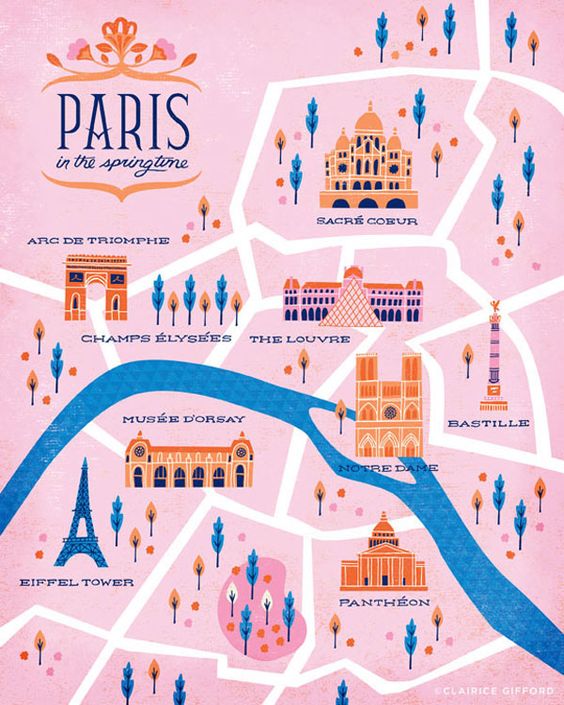 PARIS
in the springtime
SACRÉ COEUR
ARC DE TRIOMPHE
CHAMPS ÉLYSÉES
THE LOUVRE
BASTILLE
MUSÉE D'ORSAY
NOTRE DAME
EIFFEL TOWER
PANTHÉON
©CLAIRICE GIFFORD